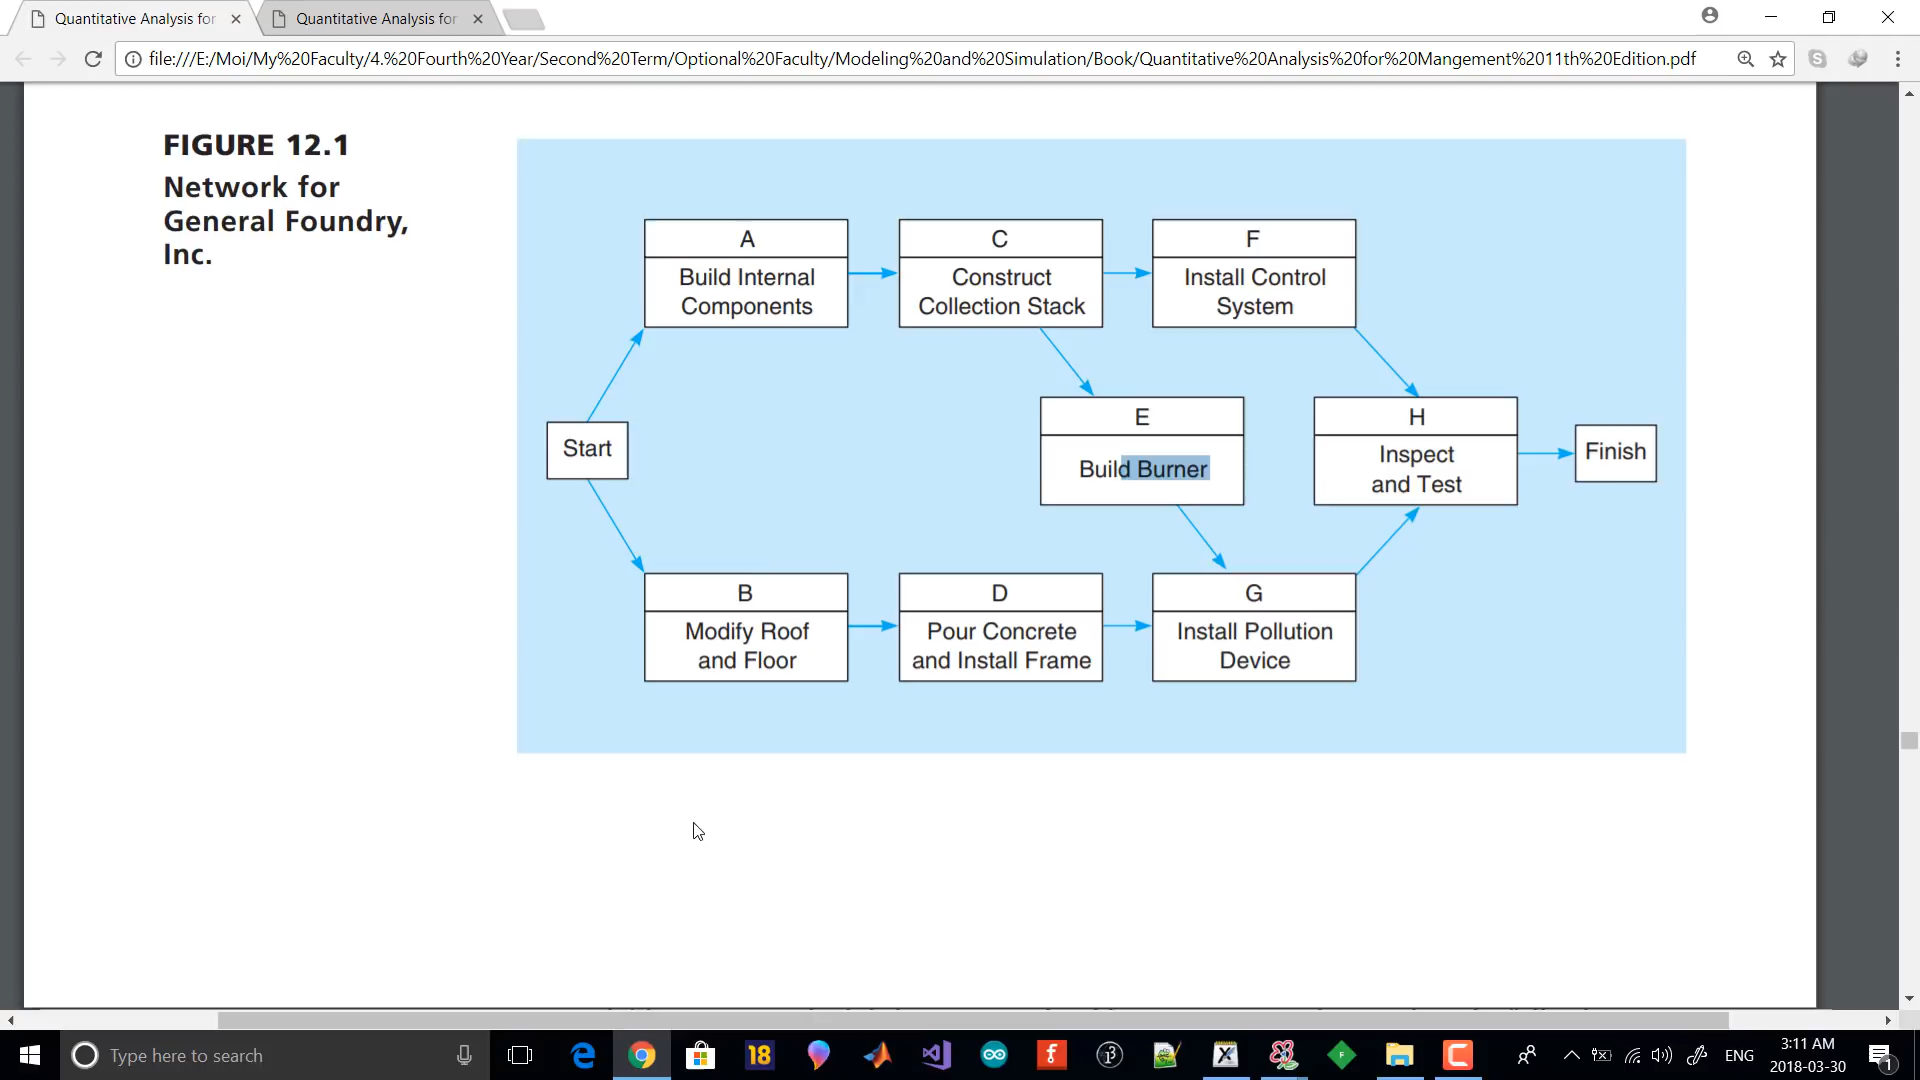 Quantitative Analysis for
Quantitative Analysis for
file:///E:/Moi/My%20Faculty/4.%20Fourth%20Year/Second%20Term/Optional%20Faculty/Modeling%20and%20Simulation/Book/Quantitative%20Analysis%20for%20Mangement%2011th%20Edition.pdf
FIGURE 12.1
Network for
General Foundry,
Inc.
A
Build Internal
Components
C
Construct
Collection Stack
F
Install Control
System
Start
E
Build Burner
H
Inspect
and Test
Finish
B
Modify Roof
and Floor
D
Pour Concrete
and Install Frame
G
Install Pollution
Device
Type here to search
18
ENG
3:11 AM
2018-03-30
1